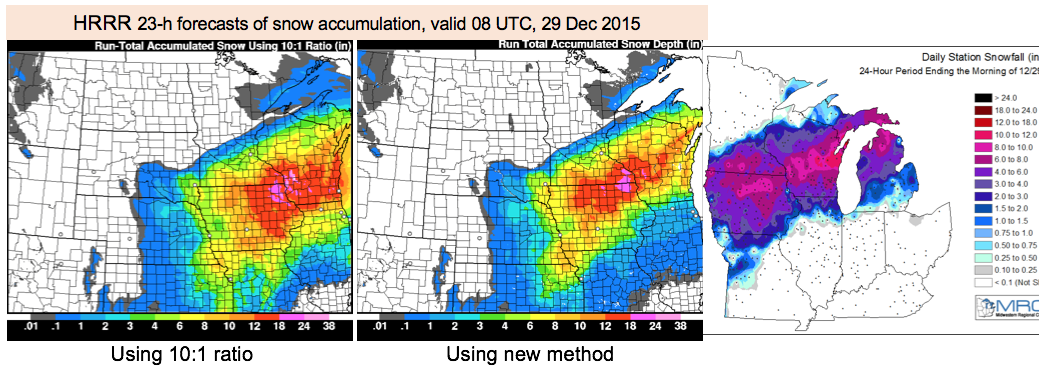 HRRR 23-h forecasts of snow accumulation, valid 08 UTC, 29 Dec 2015
Run-Total Accumulated Snow Using 10:1 Ratio (in)
.01 .1 1 2 3 4 6 8 10 12 18 24 38
Using 10:1 ratio
Run Total Accumulated Snow Depth (in)
.01 .1 1 2 3 4 6 8 10 12 18 24 38
Using new method
Daily Station Snowfall (in
24-Hour Period Ending the Morning of 12/29
> 24.0
18.0 to 24.0
12.0 to 18.0
10.0 to 12.0
8.0 to 10.0
6.0 to 8.0
4.0 to 6.0
3.0 to 4.0
2.0 to 3.0
1.5 to 2.0
1.0 to 1.5
0.75 to 1.0
0.50 to 0.75
0.25 to 0.50
0.10 to 0.25
< 0.1 (Not S
MRC
Midwestern Regional C